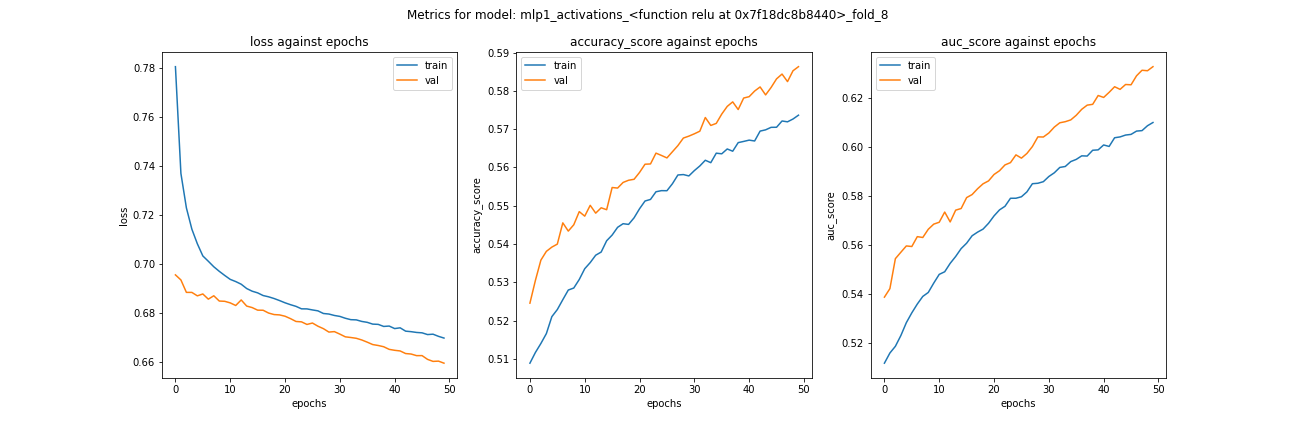 Metrics for model: mlp1_activations_<function relu at 0x7f18dc8b8440>_fold_8
loss against epochs
train
val
0.78
0.76
0.74
0.72
0.70
0.68
0.66
loss
0
10
20
30
40
50
epochs
accuracy_score against epochs
train
val
0.59
0.58
0.57
0.56
0.55
0.54
0.53
0.52
0.51
accuracy_score
0
10
20
30
40
50
epochs
auc_score against epochs
train
val
0.62
0.60
0.58
0.56
0.54
0.52
auc_score
0
10
20
30
40
50
epochs